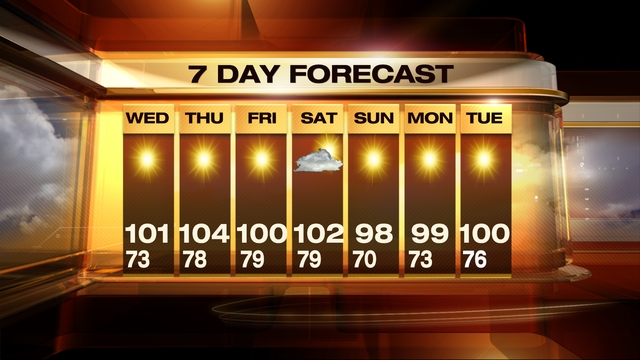 7 DAY FORECAST
WED THU FRI SAT SUN MON TUE
101 104 100 102 98 99 100
73 78 79 79 70 73 76